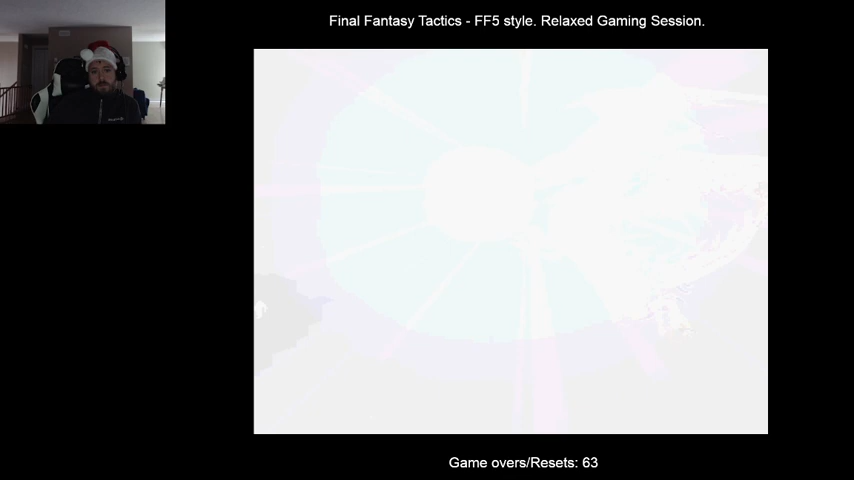 Final Fantasy Tactics - FF5 style. Relaxed Gaming Session.
Game overs/Resets: 63